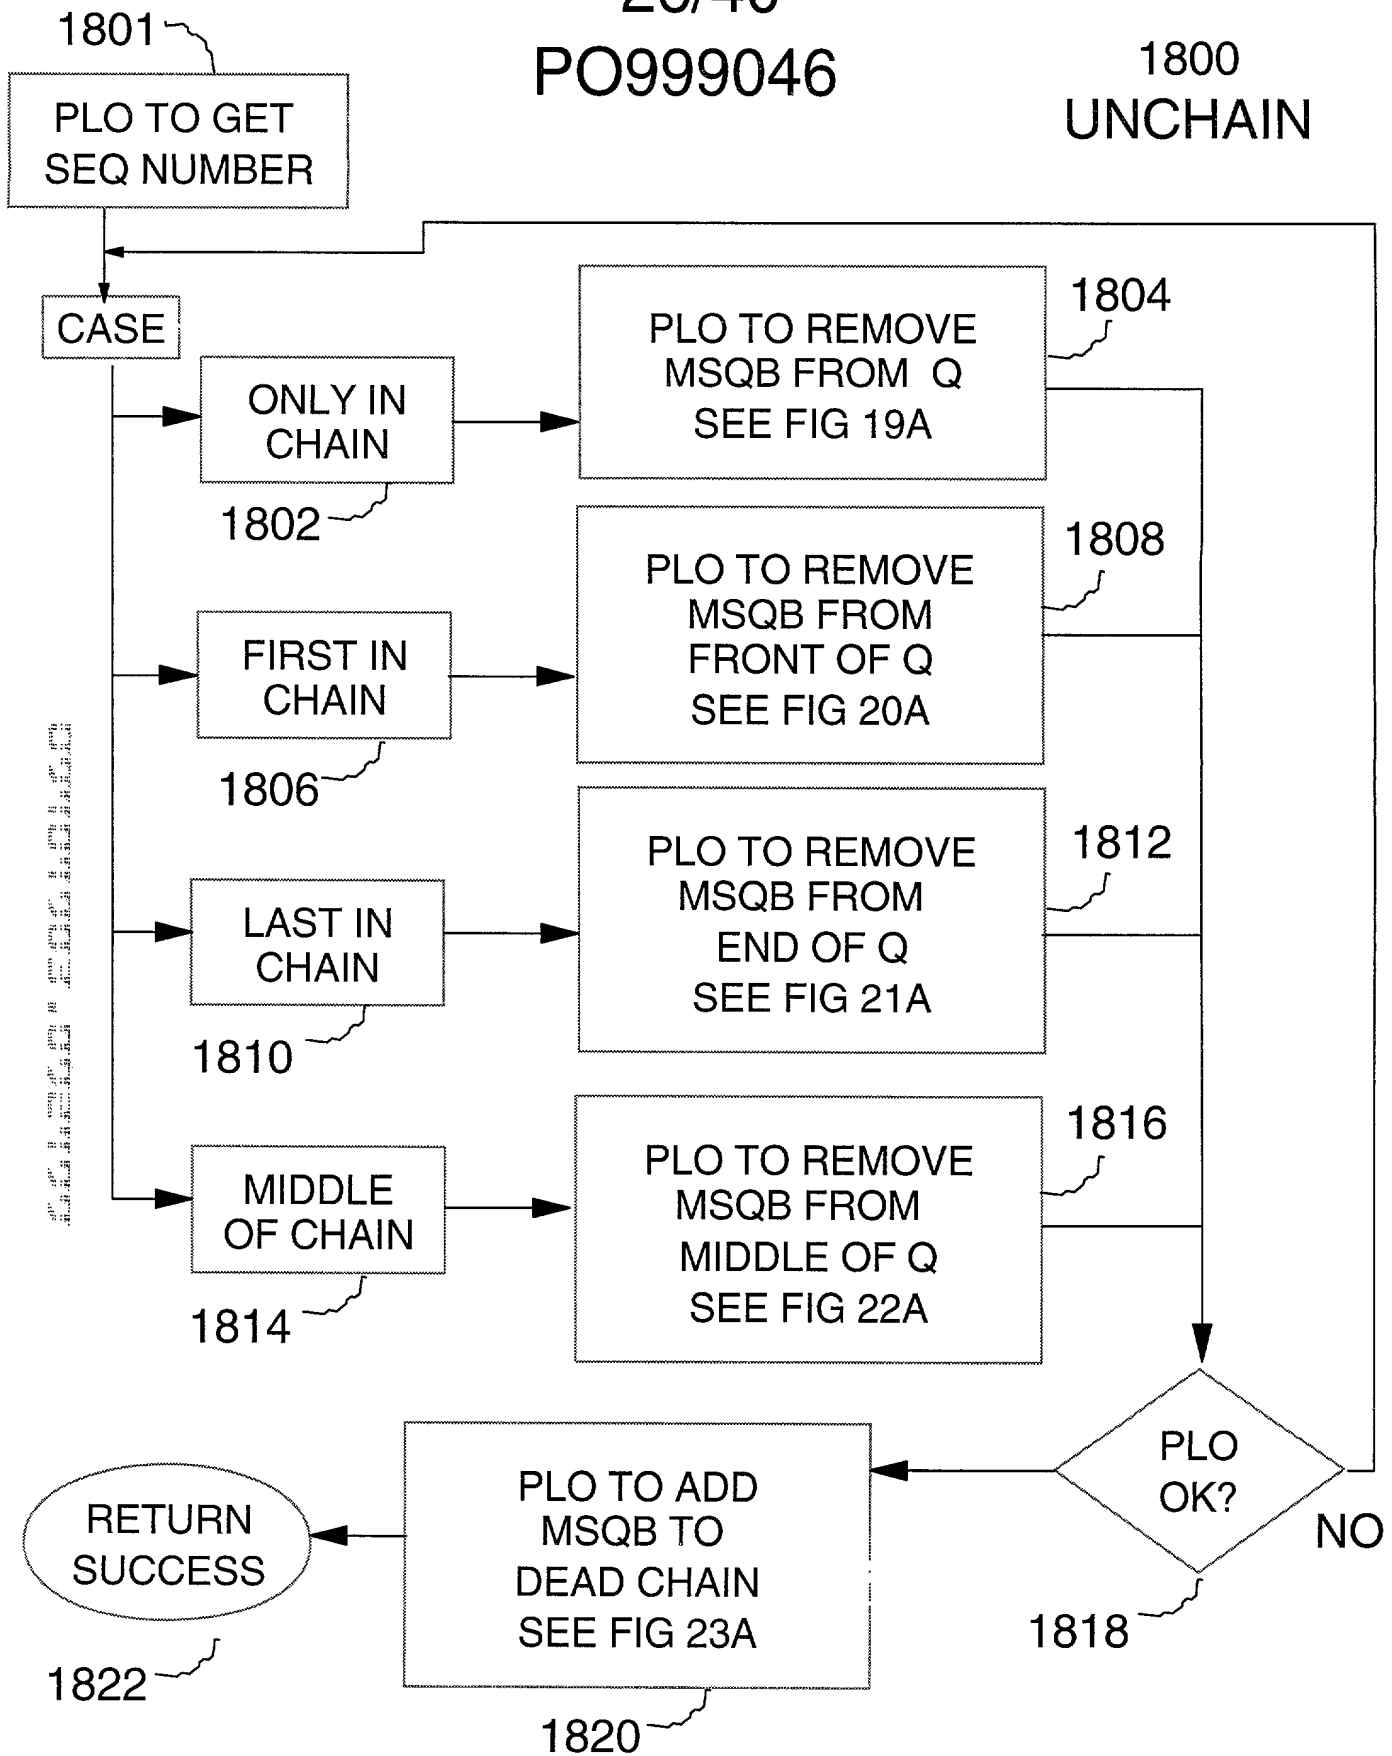 PO999046
1800
UNCHAIN
1801
PLO TO GET
SEQ NUMBER
CASE
ONLY IN
CHAIN
1802
PLO TO REMOVE
MSQB FROM Q
SEE FIG 19A
1804
FIRST IN
CHAIN
1806
PLO TO REMOVE
MSQB FROM
FRONT OF Q
SEE FIG 20A
1808
LAST IN
CHAIN
1810
PLO TO REMOVE
MSQB FROM
END OF Q
SEE FIG 21A
1812
MIDDLE
OF CHAIN
1814
PLO TO REMOVE
MSQB FROM
MIDDLE OF Q
SEE FIG 22A
1816
PLO
OK?
NO
1818
PLO TO ADD
MSQB TO
DEAD CHAIN
SEE FIG 23A
1820
RETURN
SUCCESS
1822